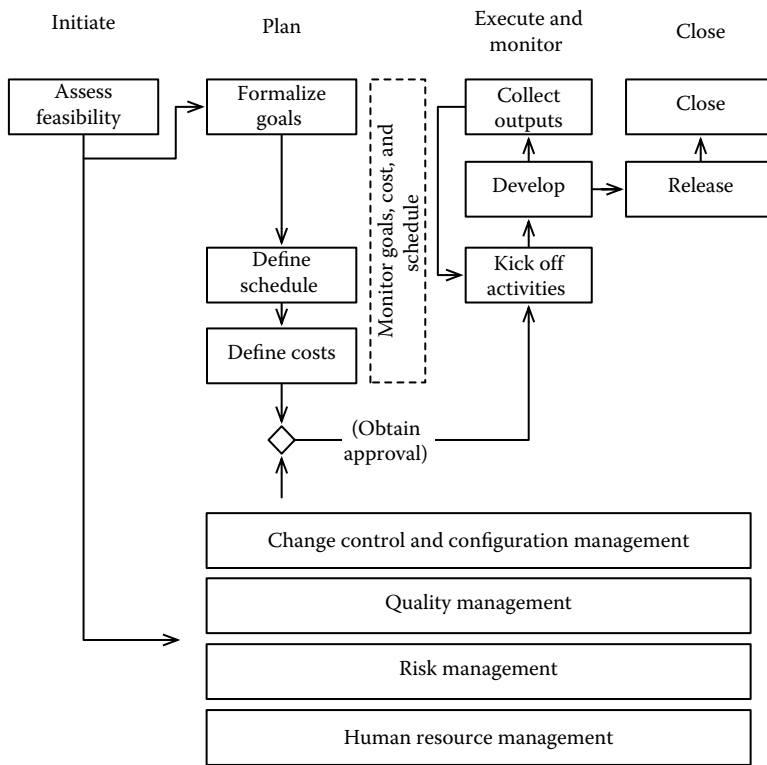 Initiate
Plan
Execute and
monitor
Close
Assess
feasibility
Formalize
goals
Define
schedule
Define costs
(Obtain
approval)
Monitor goals, cost, and
schedule
Collect
outputs
Develop
Kick off
activities
Close
Release
Change control and configuration management
Quality management
Risk management
Human resource management